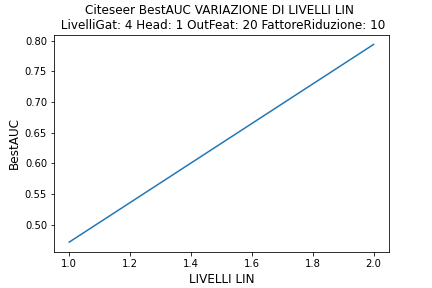 Citeseer BestAUC VARIAZIONE DI LIVELLI LIN
LivelliGat: 4 Head: 1 OutFeat: 20 FattoreRiduzione: 10
BestAUC
0.80
0.75
0.70
0.65
0.60
0.55
0.50
1.0 1.2 1.4 1.6 1.8 2.0
LIVELLI LIN